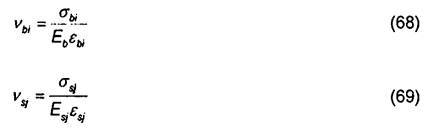 ν_bi = σ_bi / (E_b ε_bi) (68)
ν_sj = σ_sj / (E_sj ε_sj) (69)